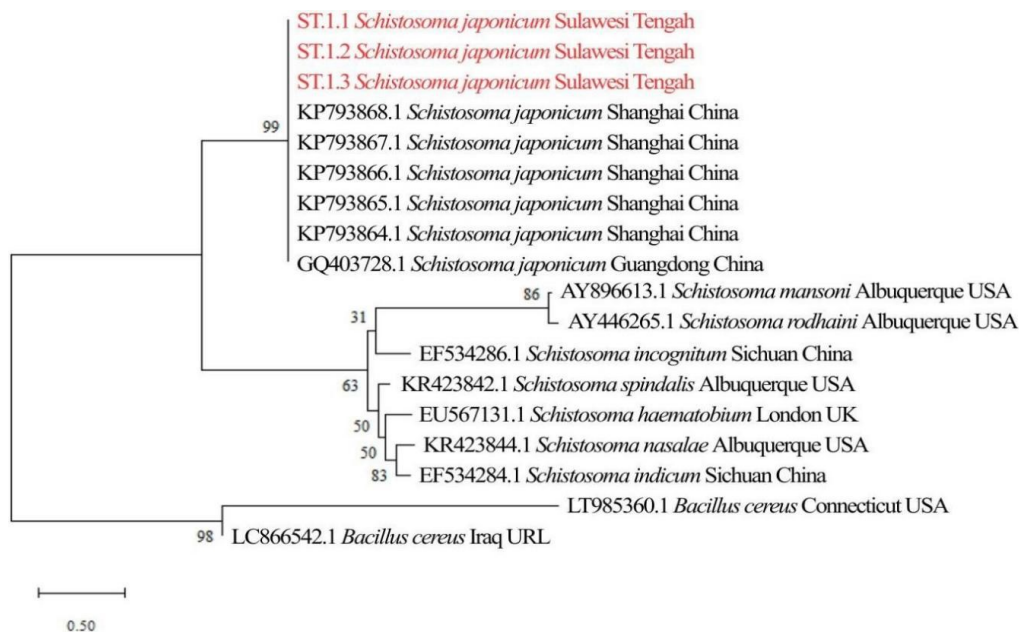 ST.1.1 Schistosoma japonicum Sulawesi Tengah
ST.1.2 Schistosoma japonicum Sulawesi Tengah
ST.1.3 Schistosoma japonicum Sulawesi Tengah
KP793868.1 Schistosoma japonicum Shanghai China
99
KP793867.1 Schistosoma japonicum Shanghai China
KP793866.1 Schistosoma japonicum Shanghai China
KP793865.1 Schistosoma japonicum Shanghai China
KP793864.1 Schistosoma japonicum Shanghai China
GQ403728.1 Schistosoma japonicum Guangdong China
86 AY896613.1 Schistosoma mansoni Albuquerque USA
31 AY446265.1 Schistosoma rodhaini Albuquerque USA
EF534286.1 Schistosoma incognitum Sichuan China
63 KR423842.1 Schistosoma spindalis Albuquerque USA
EU567131.1 Schistosoma haematobium London UK
50
KR423844.1 Schistosoma nasalae Albuquerque USA
50
83 EF534284.1 Schistosoma indicum Sichuan China
LT985360.1 Bacillus cereus Connecticut USA
98 LC866542.1 Bacillus cereus Iraq URL
0.50